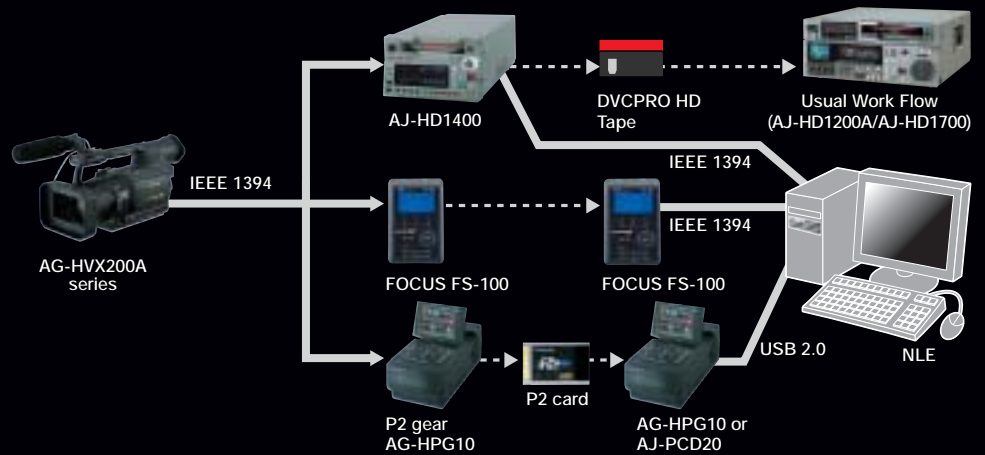 AJ-HD1400
DVCPRO HD
Tape
Usual Work Flow
(AJ-HD1200A/AJ-HD1700)
IEEE 1394
IEEE 1394
AG-HVX200A
series
FOCUS FS-100
FOCUS FS-100
IEEE 1394
P2 gear
AG-HPG10
P2 card
AG-HPG10 or
AJ-PCD20
USB 2.0
NLE